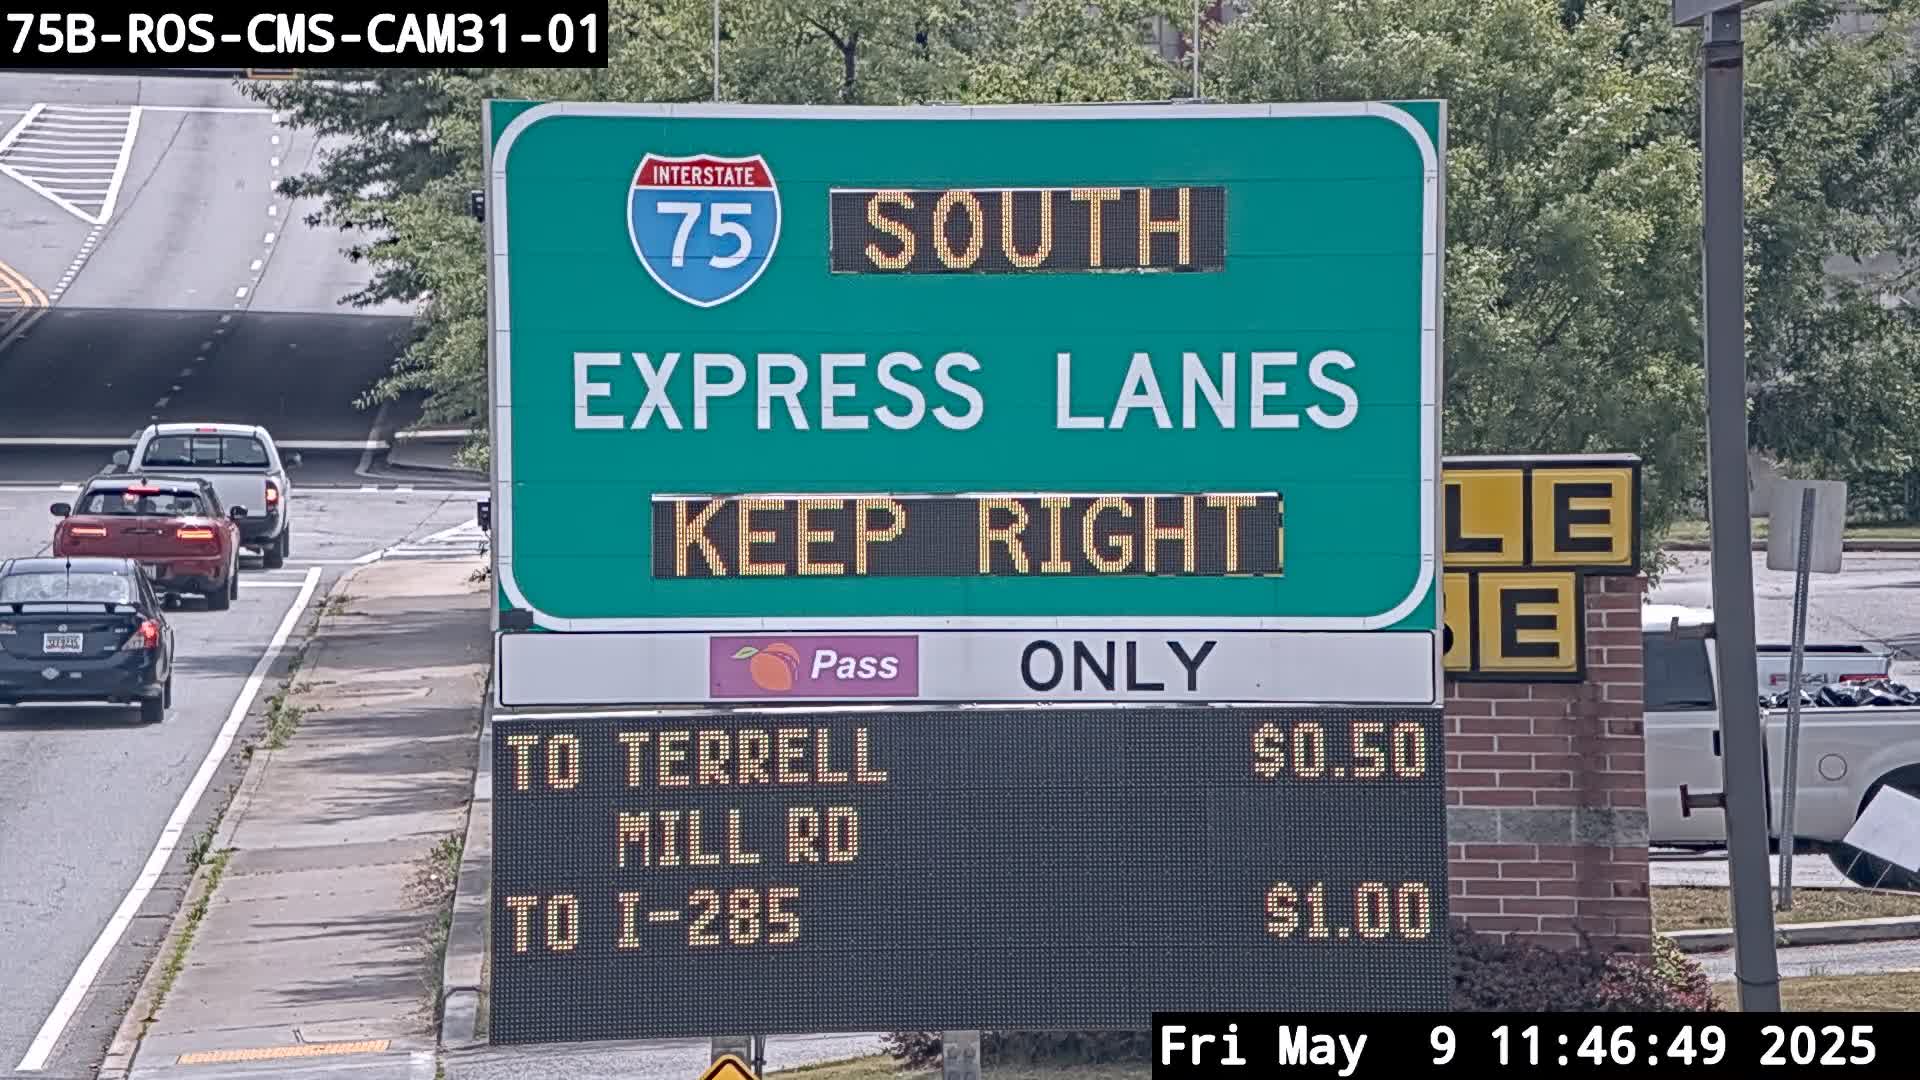 75B-ROS-CMS-CAM31-01
INTERSTATE
75
SOUTH
EXPRESS LANES
KEEP RIGHT
Pass ONLY
TO TERRELL $0.50
MILL RD
TO I-285 $1.00
LE
E
Fri May 9 11:46:49 2025